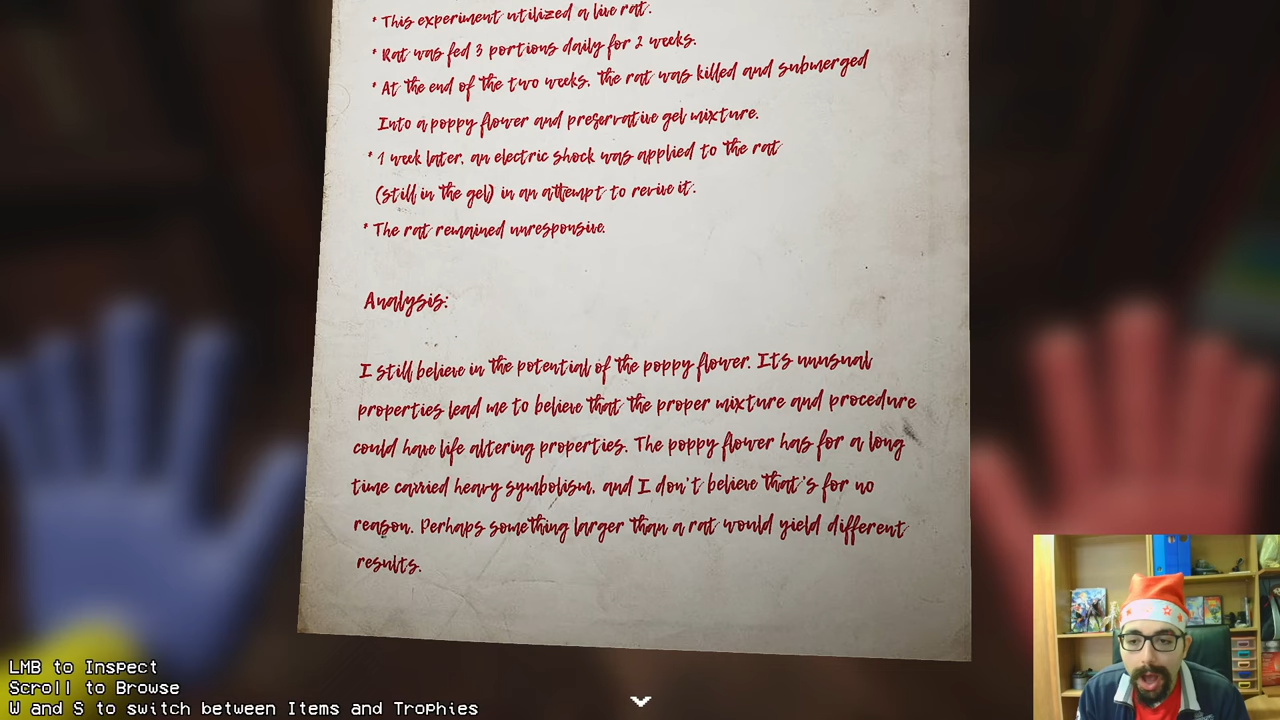 * This experiment utilized a live rat.
* Rat was fed 3 portions daily for 2 weeks.
* At the end of the two weeks, the rat was killed and submerged
Into a poppy flower and preservative gel mixture.
* 1 week later, an electric shock was applied to the rat
(still in the gel) in an attempt to revive it.
* The rat remained unresponsive.
Analysis:
I still believe in the potential of the poppy flower. Its unusual
properties lead me to believe that the proper mixture and procedure
could have life altering properties. The poppy flower has for a long
time carried heavy symbolism, and I don't believe that's for no
reason. Perhaps something larger than a rat would yield different
results.
LMB to Inspect
Scroll to Browse
W and S to switch between Items and Trophies